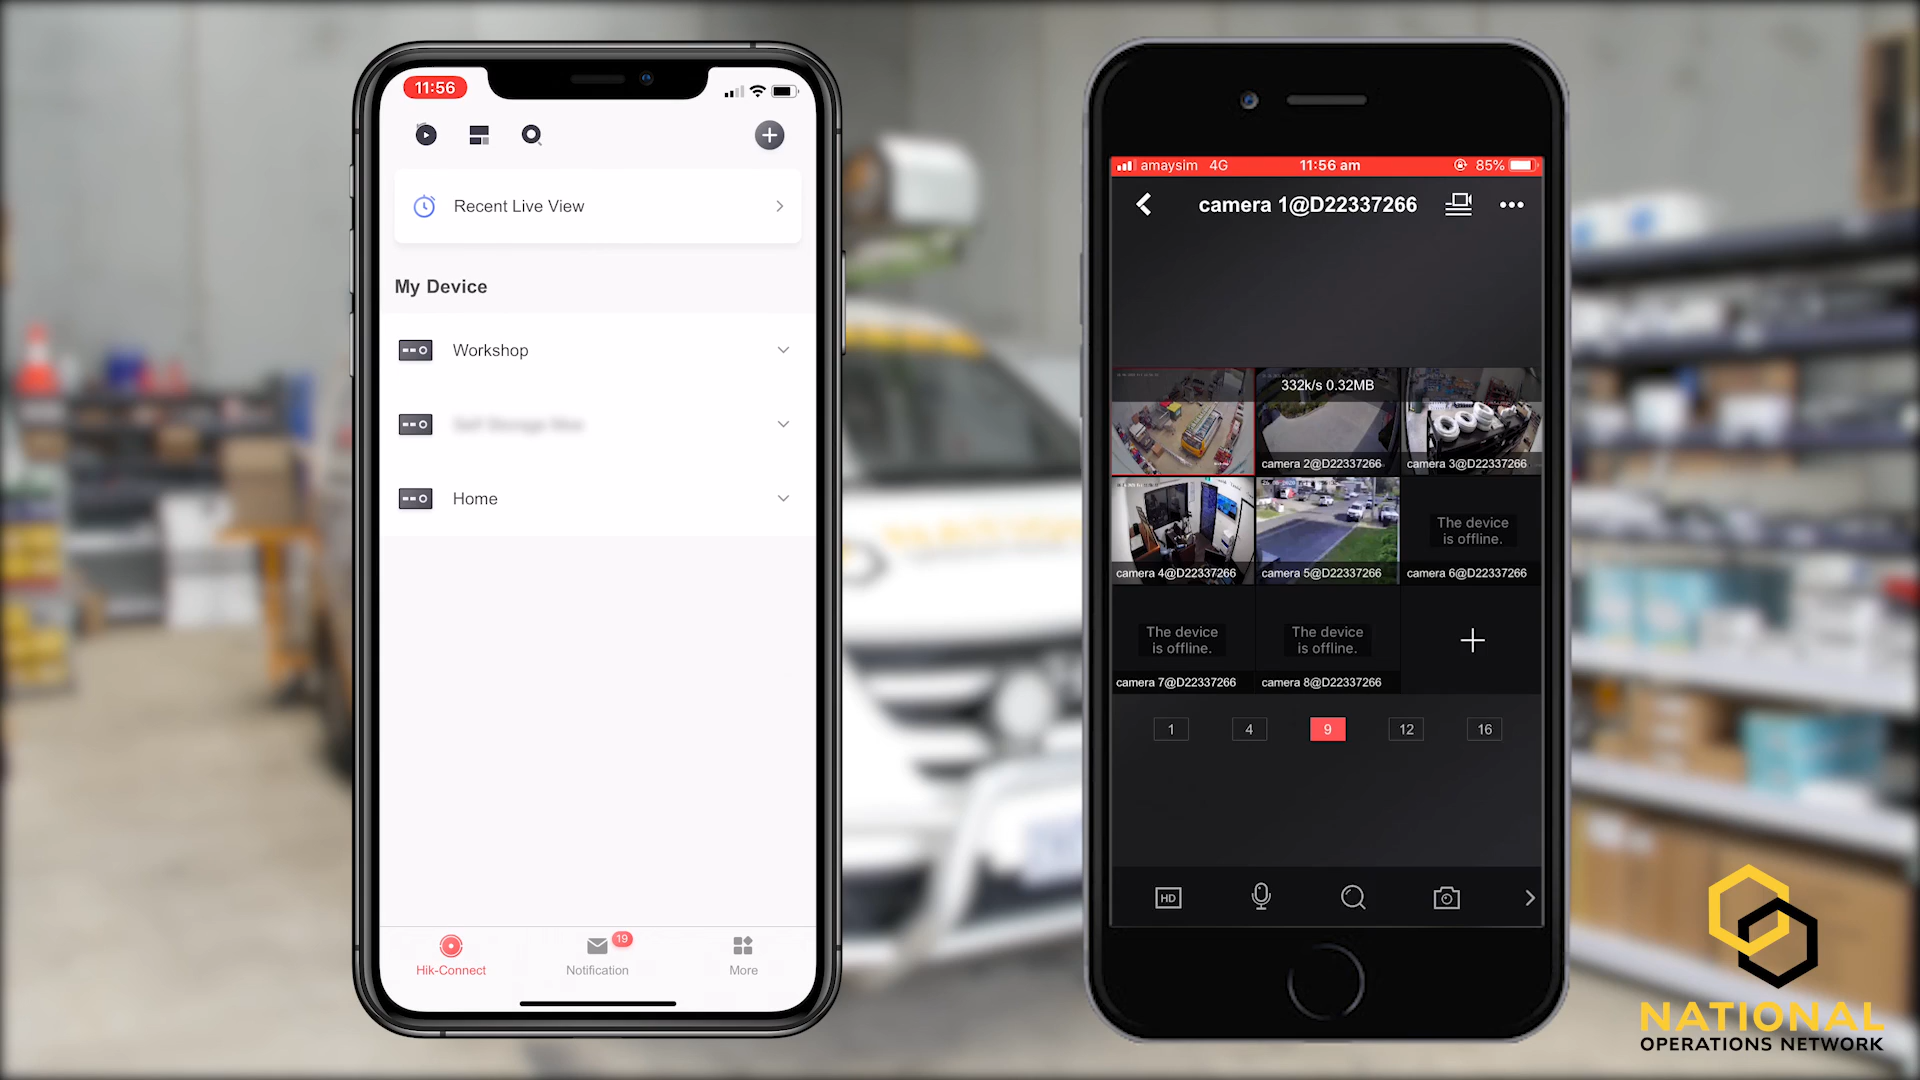 11:56
Recent Live View
My Device
Workshop
Home
Hik-Connect
19
Notification
More
amaysim 4G 11:56 am 85%
camera 1@D22337266
332k/s 0.32MB
camera 2@D22337266
camera 3@D22337266
camera 4@D22337266
camera 5@D22337266
The device
is offline.
camera 6@D22337266
The device
is offline.
camera 7@D22337266
The device
is offline.
camera 8@D22337266
1 4 9 12 16
HD
NATIONAL
OPERATIONS NETWORK